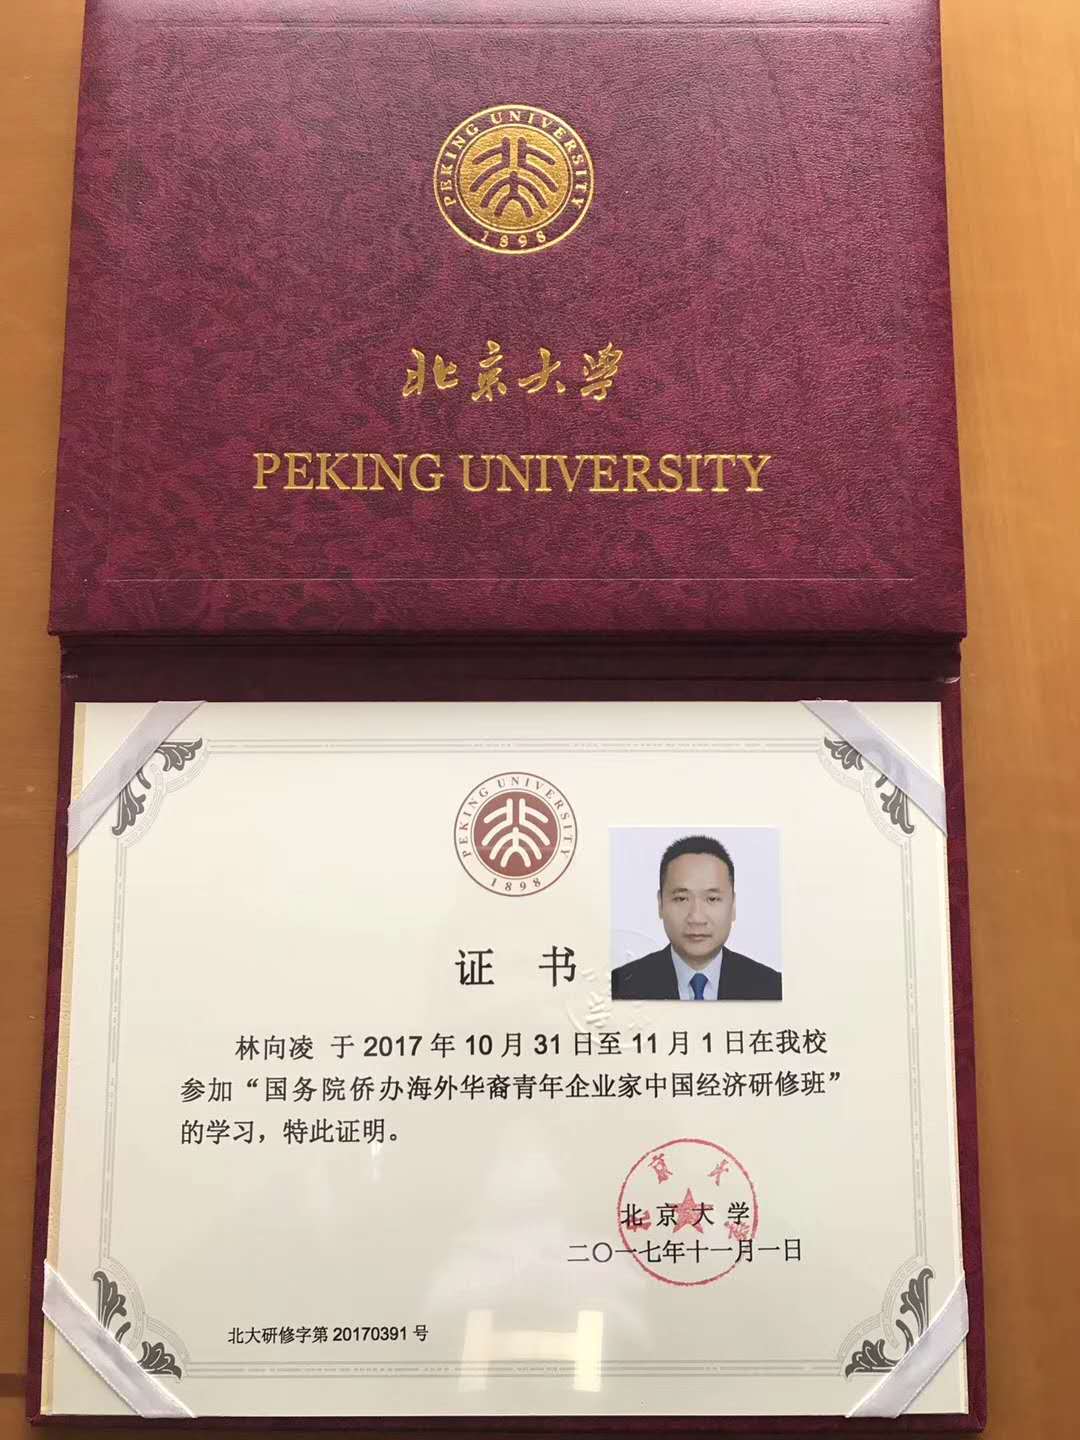 PEKING UNIVERSITY
1898
北京大学
PEKING UNIVERSITY
PEKING UNIVERSITY
1898
证 书
林向凌 于 2017 年 10 月 31 日至 11 月 1 日在我校
参加“国务院侨办海外华裔青年企业家中国经济研修班”
的学习，特此证明。
北京大学
北 京 大 学
二〇一七年十一月一日
北大研修字第 20170391 号